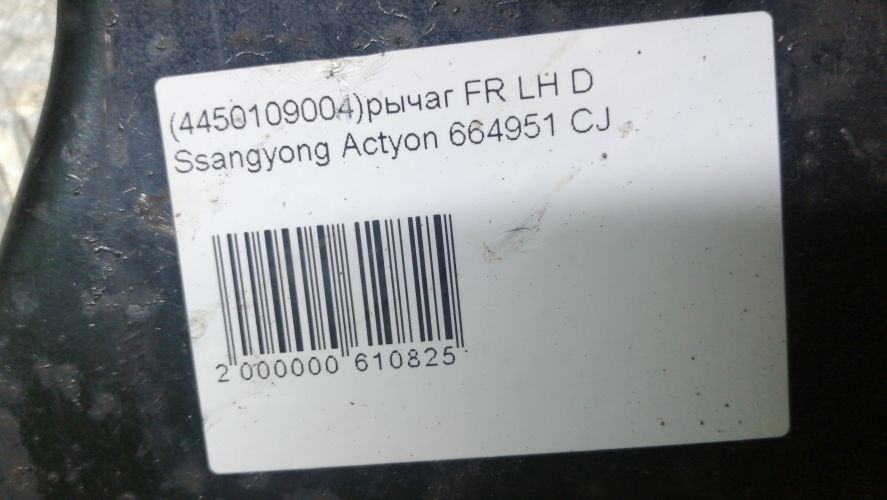 (4450109004)рычаг FR LH D
Ssangyong Actyon 664951 CJ
2 000000 610825